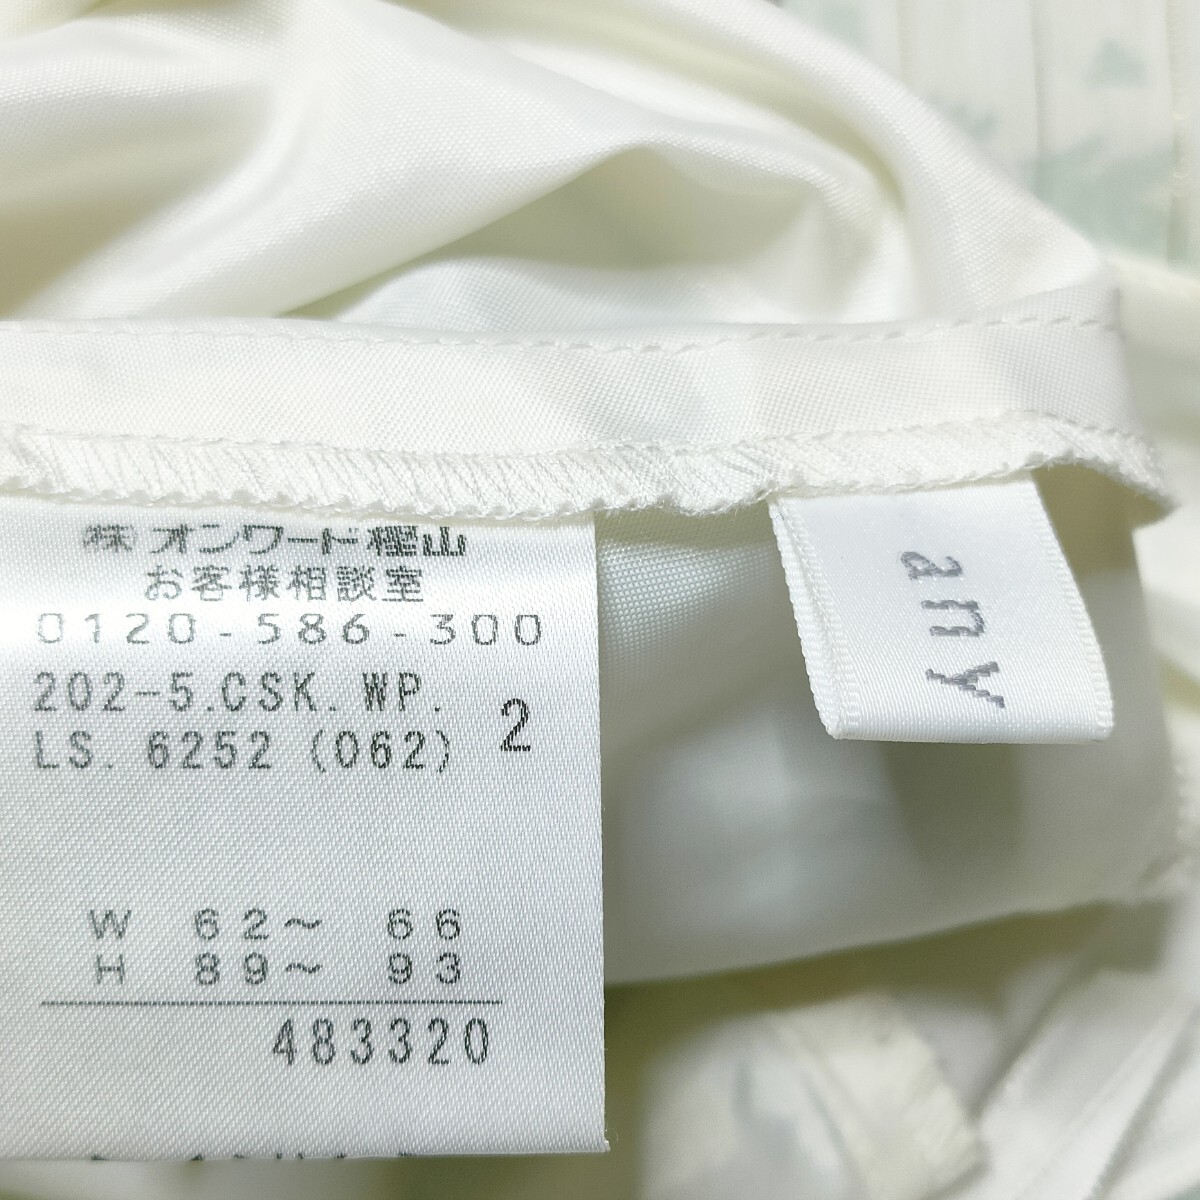 ㈱オンワード樫山
お客様相談室
0120-586-300
202-5.CSK.WP.
LS. 6252 (062) 2
W 62～ 66
H 89～ 93
483320
any